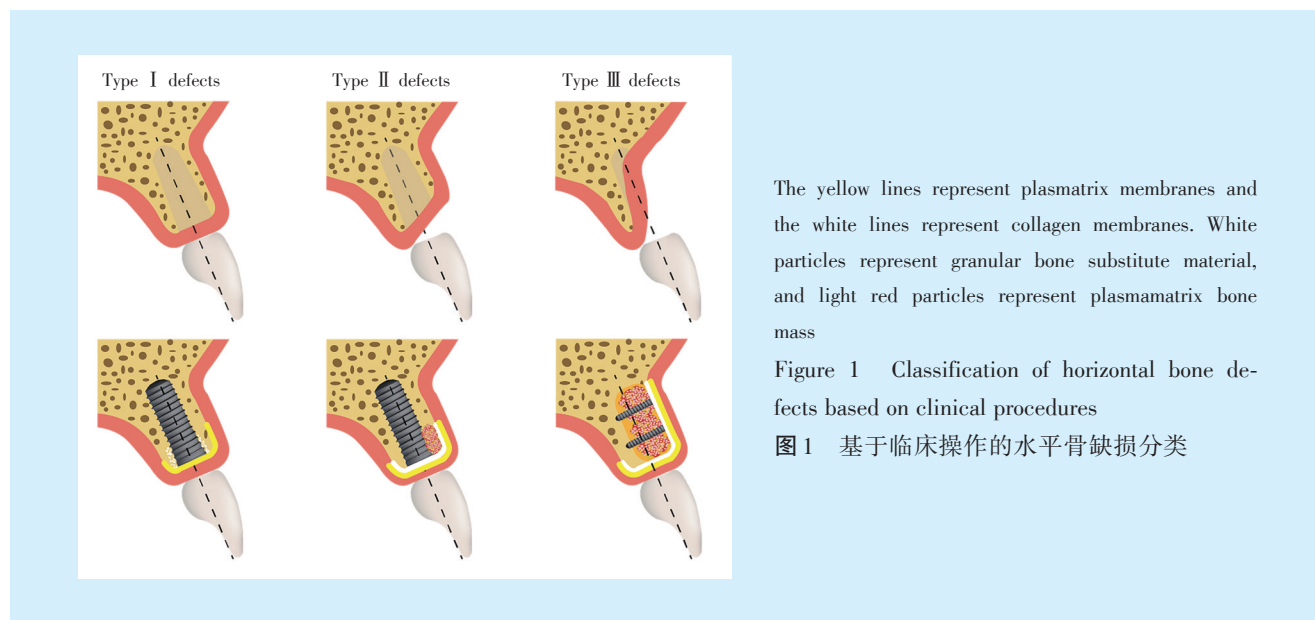 Type Ⅰ defects
Type Ⅱ defects
Type Ⅲ defects
The yellow lines represent plasmatrix membranes and
the white lines represent collagen membranes. White
particles represent granular bone substitute material,
and light red particles represent plasmamatrix bone
mass
Figure 1 Classification of horizontal bone de-
fects based on clinical procedures
图1 基于临床操作的水平骨缺损分类